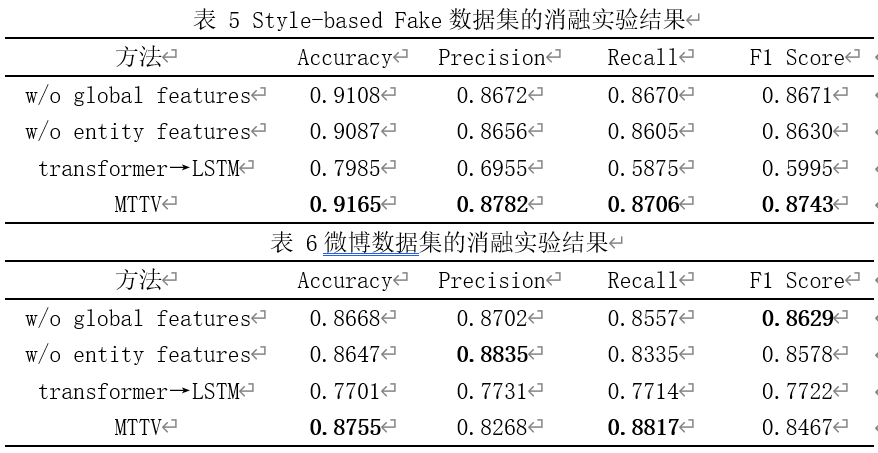 表 5 Style-based Fake 数据集的消融实验结果↵
方法↵ Accuracy↵ Precision↵ Recall↵ F1 Score↵
w/o global features↵ 0.9108↵ 0.8672↵ 0.8670↵ 0.8671↵
w/o entity features↵ 0.9087↵ 0.8656↵ 0.8605↵ 0.8630↵
transformer→LSTM↵ 0.7985↵ 0.6955↵ 0.5875↵ 0.5995↵
MTTV↵ 0.9165↵ 0.8782↵ 0.8706↵ 0.8743↵
表 6 微博数据集的消融实验结果↵
方法↵ Accuracy↵ Precision↵ Recall↵ F1 Score↵
w/o global features↵ 0.8668↵ 0.8702↵ 0.8557↵ 0.8629↵
w/o entity features↵ 0.8647↵ 0.8835↵ 0.8335↵ 0.8578↵
transformer→LSTM↵ 0.7701↵ 0.7731↵ 0.7714↵ 0.7722↵
MTTV↵ 0.8755↵ 0.8268↵ 0.8817↵ 0.8467↵